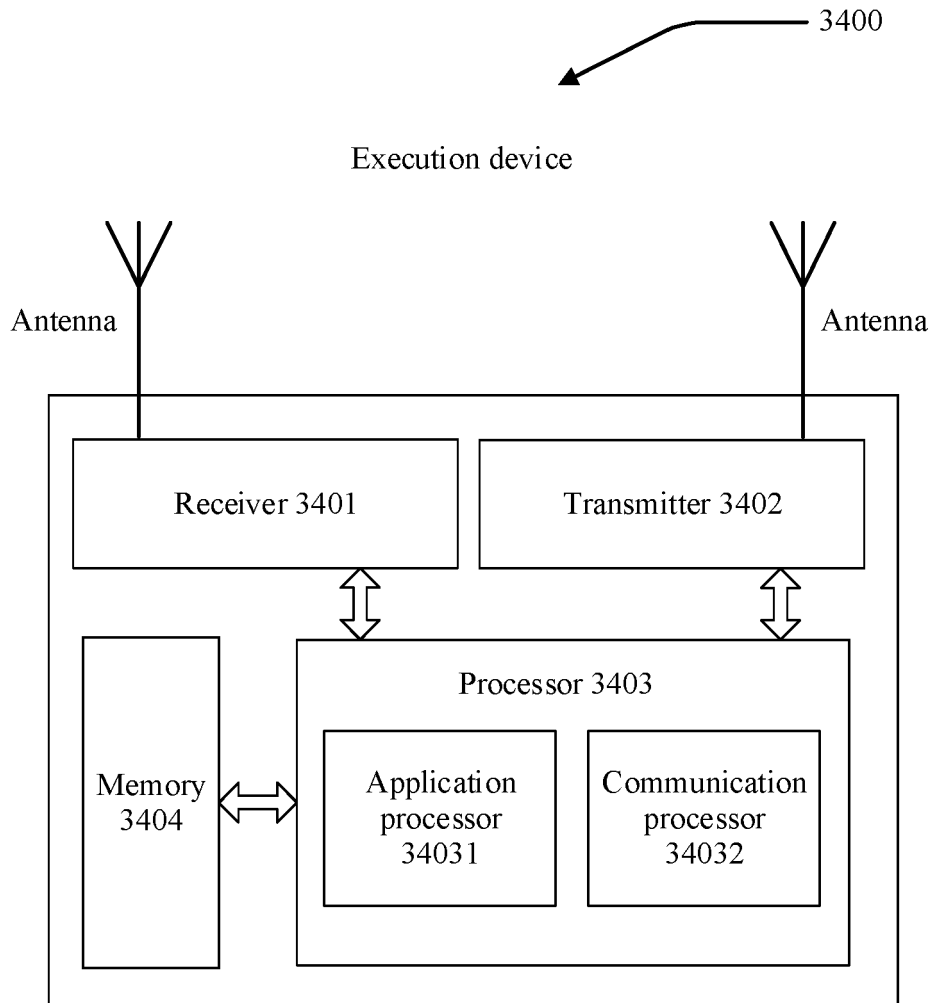 3400
Execution device
Antenna
Antenna
Receiver 3401
Transmitter 3402
Processor 3403
Memory
3404
Application
processor
34031
Communication
processor
34032